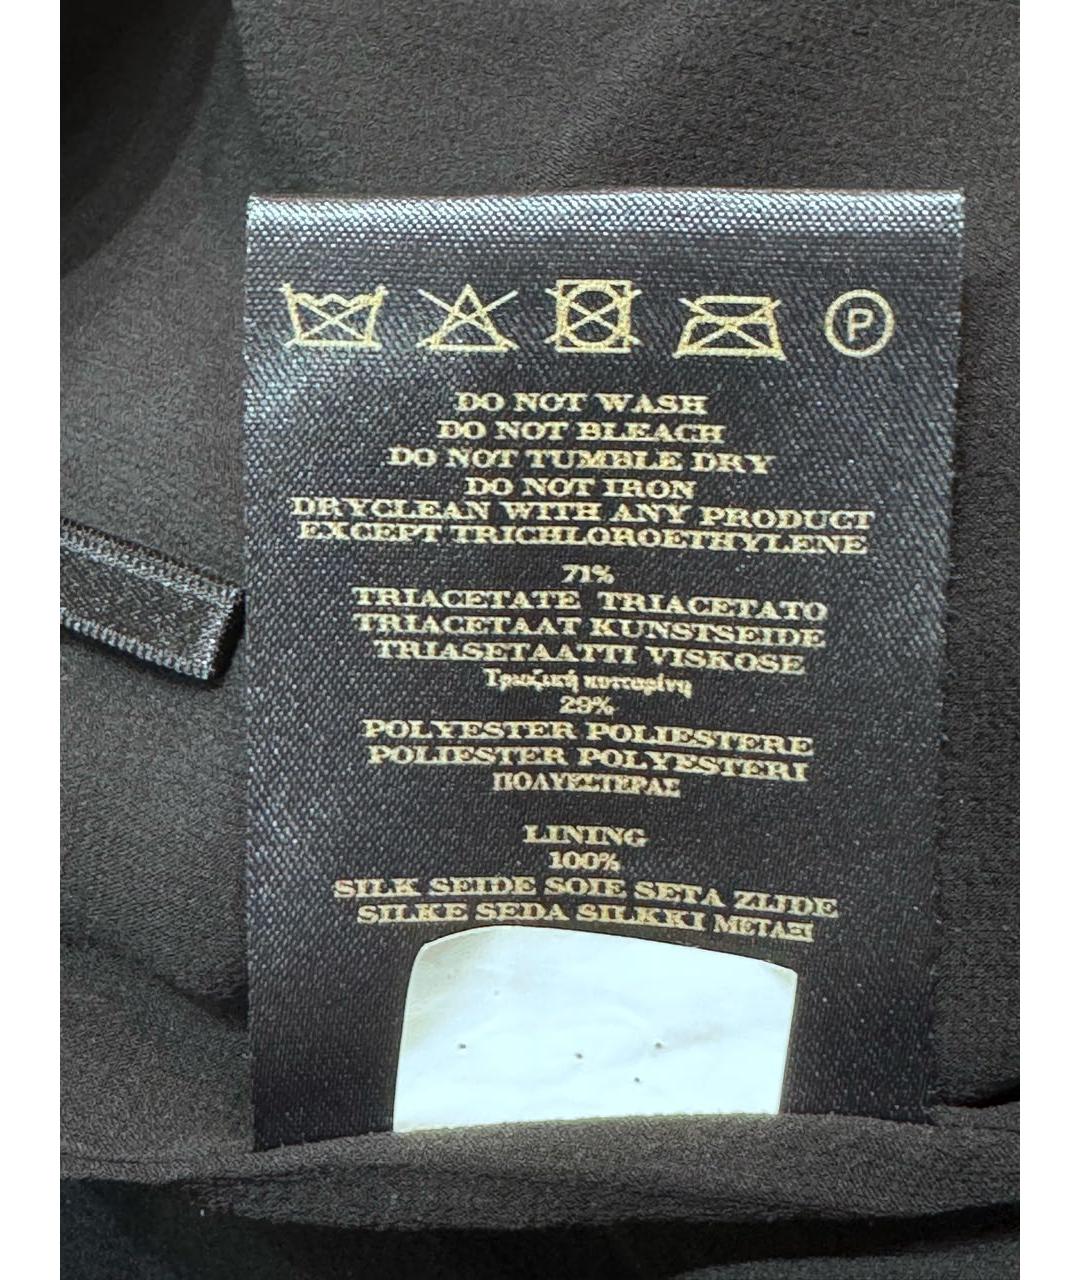 P
DO NOT WASH
DO NOT BLEACH
DO NOT TUMBLE DRY
DO NOT IRON
DRYCLEAN WITH ANY PRODUCT
EXCEPT TRICHLOROETHYLENE
71%
TRIACETATE TRIACETATO
TRIACETAAT KUNSTSEIDE
TRIASETAATTI VISKOSE
29%
POLYESTER POLIESTERE
POLIESTER POLYESTERI
ΠΟΛΥΕΣΤΕΡΑΣ
LINING
100%
SILK SEIDE SOIE SETA ZIJDE
SILKE SEDA SILKKI ΜΕΤΑΞΙ